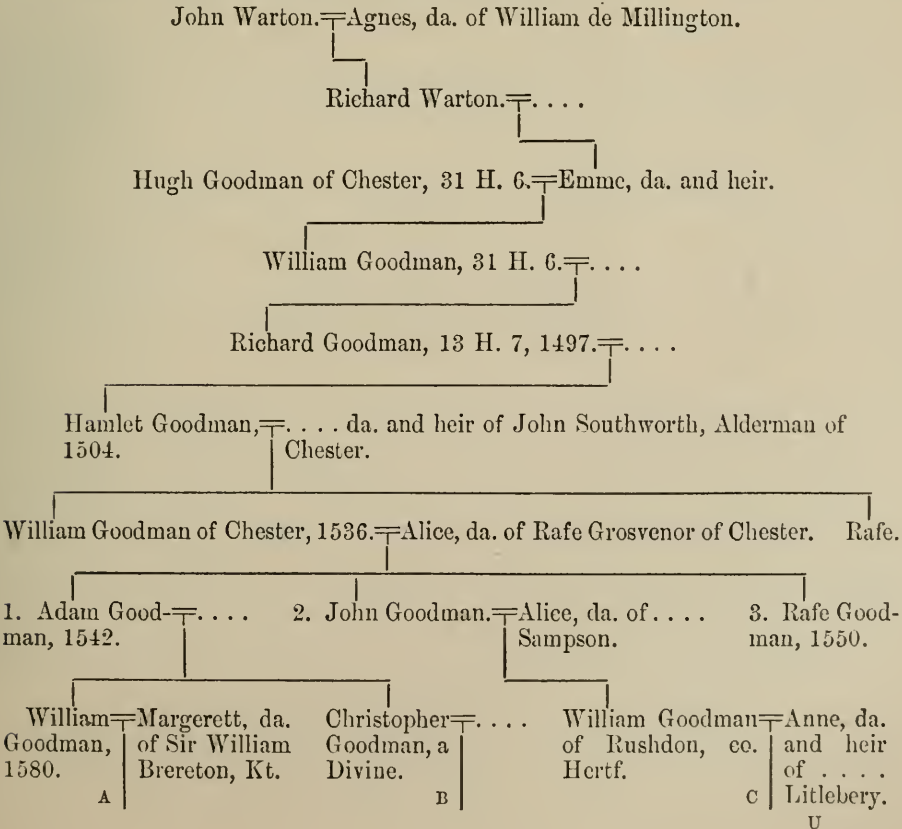 John Warton.╤Agnes, da. of William de Millington.
Richard Warton.╤. . . .
Hugh Goodman of Chester, 31 H. 6.╤Emme, da. and heir.
William Goodman, 31 H. 6.╤. . . .
Richard Goodman, 13 H. 7, 1497.╤. . . .
Hamlet Goodman,╤. . . . da. and heir of John Southworth, Alderman of
1504. Chester.
William Goodman of Chester, 1536.╤Alice, da. of Rafe Grosvenor of Chester. Rafe.
1. Adam Good-╤. . . . 2. John Goodman.╤Alice, da. of . . . . 3. Rafe Good-
man, 1542. Sampson. man, 1550.
William╤Margerett, da. Christopher╤. . . . William Goodman╤Anne, da.
Goodman, of Sir William Goodman, a of Rushdon, co. and heir
1580. Brereton, Kt. Divine. Hertf. of . . . .
A B C Litlebery.
U